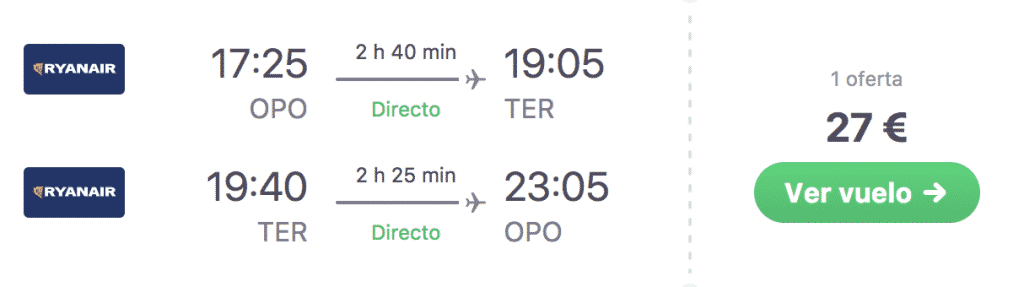 RYANAIR
17:25
2 h 40 min
19:05
OPO
Directo
TER
RYANAIR
19:40
2 h 25 min
23:05
TER
Directo
OPO
1 oferta
27 €
Ver vuelo →